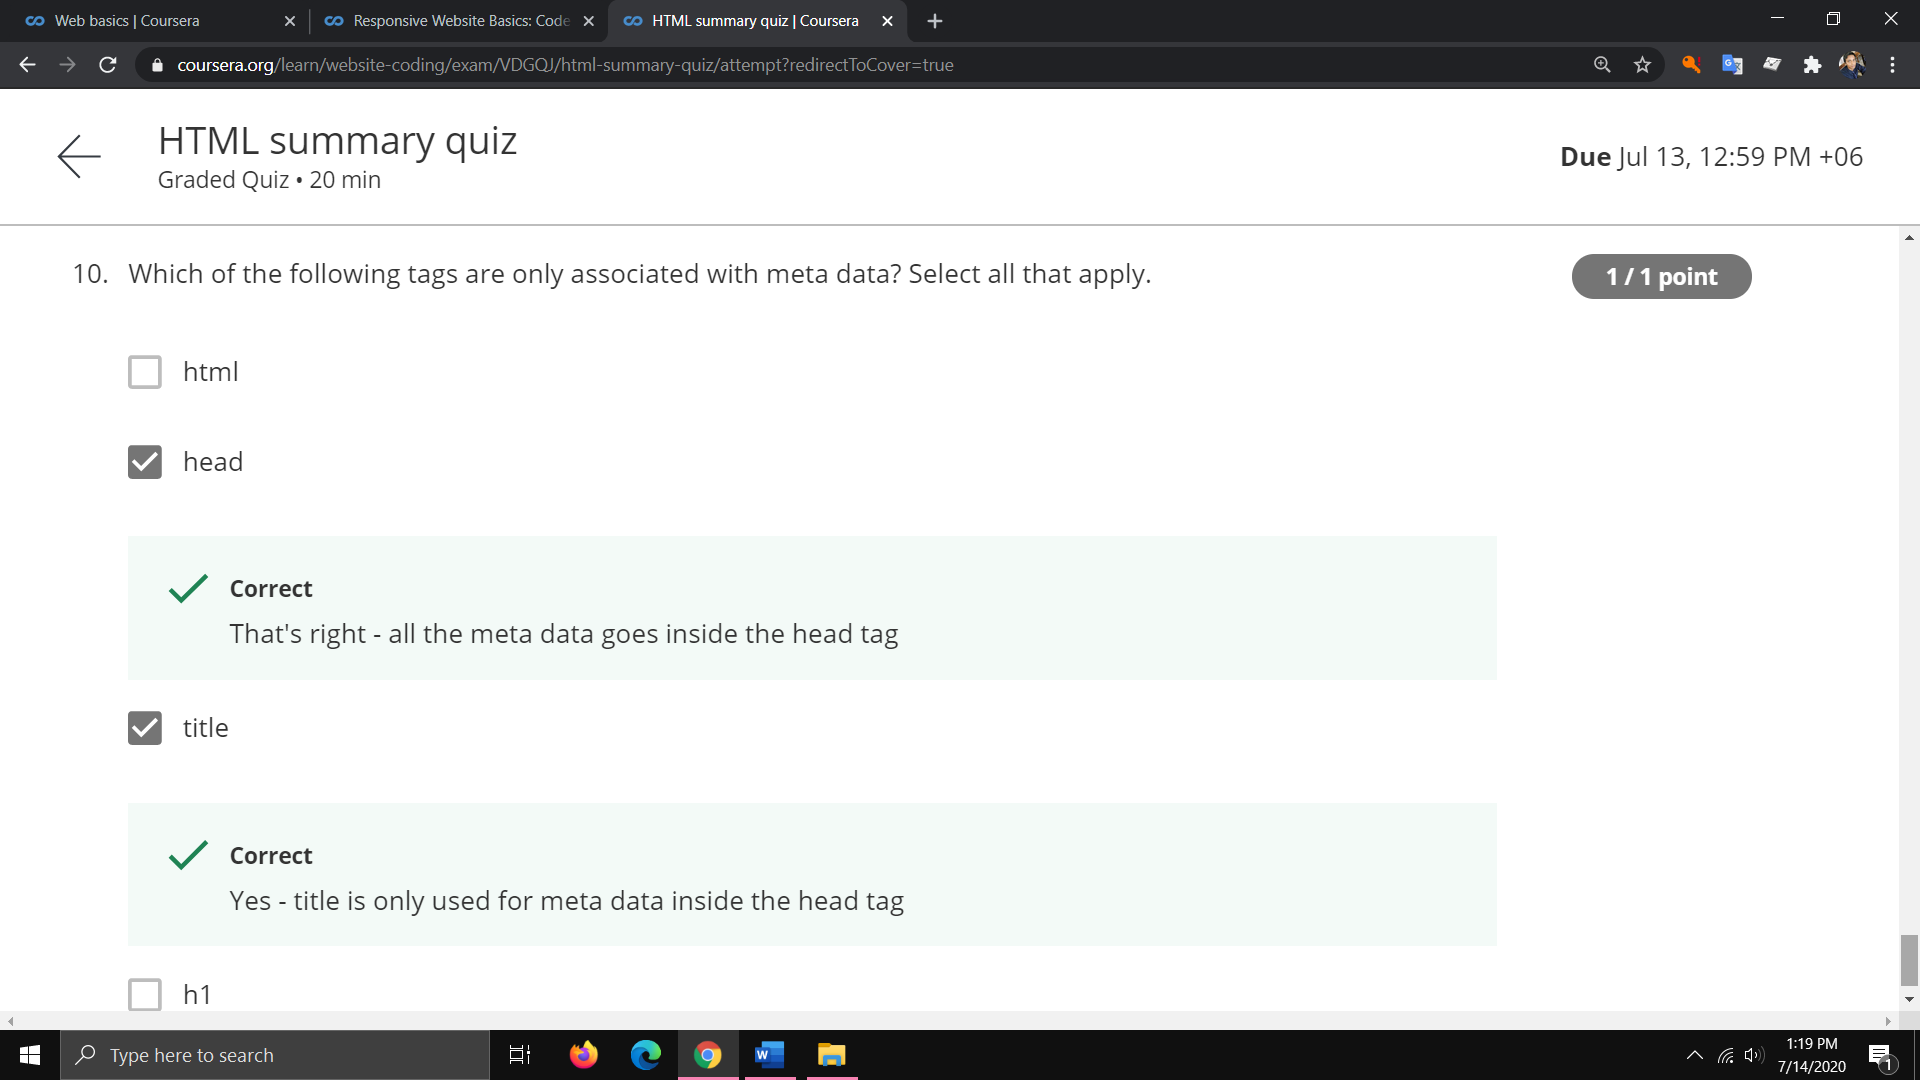 Web basics | Coursera
Responsive Website Basics: Code
HTML summary quiz | Coursera
coursera.org/learn/website-coding/exam/VDGQJ/html-summary-quiz/attempt?redirectToCover=true
HTML summary quiz
Graded Quiz • 20 min
Due Jul 13, 12:59 PM +06
10. Which of the following tags are only associated with meta data? Select all that apply.
1 / 1 point
html
head
Correct
That's right - all the meta data goes inside the head tag
title
Correct
Yes - title is only used for meta data inside the head tag
h1
Type here to search
1:19 PM
7/14/2020
1